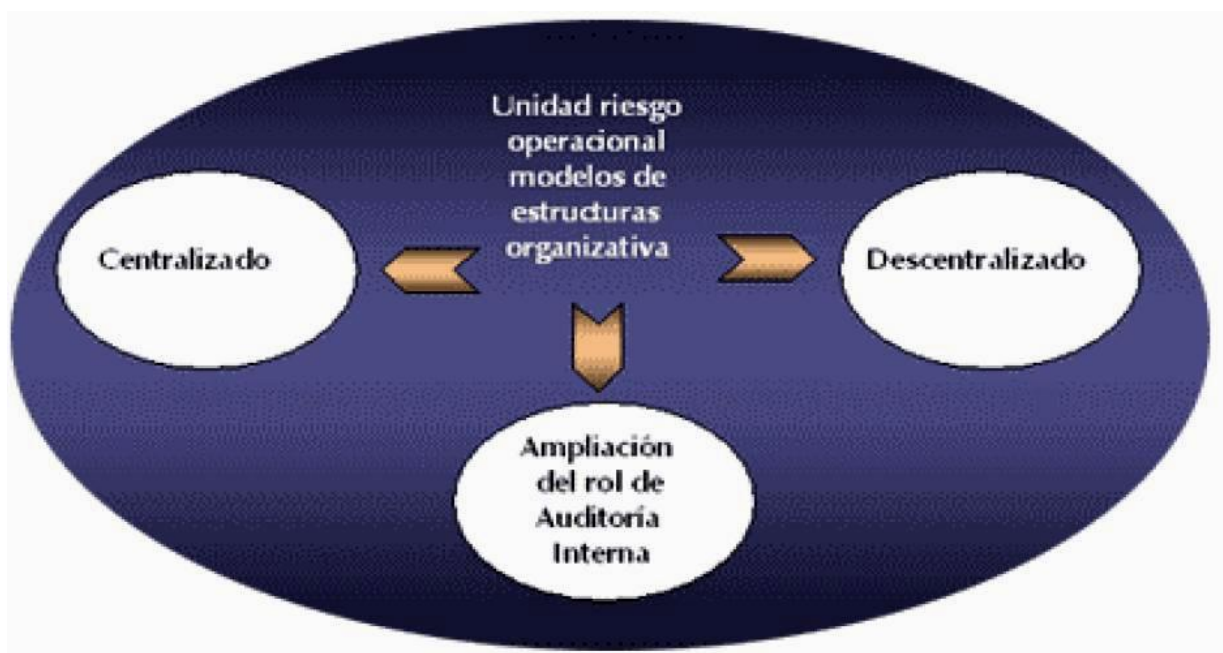 Unidad riesgo
operacional
modelos de
estructuras
organizativa
Centralizado
Descentralizado
Ampliación
del rol de
Auditoría
Interna